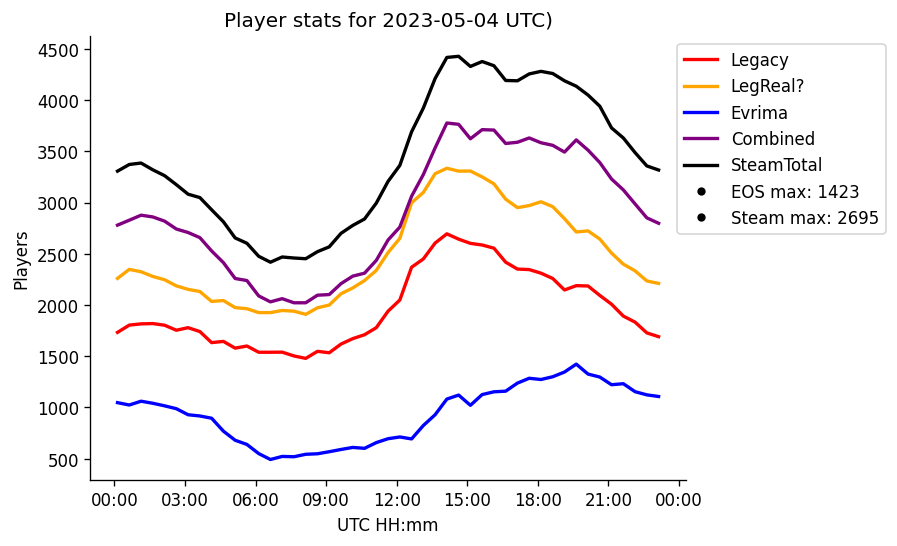 Player stats for 2023-05-04 UTC)
Players
4500
4000
3500
3000
2500
2000
1500
1000
500
00:00 03:00 06:00 09:00 12:00 15:00 18:00 21:00 00:00
UTC HH:mm
Legacy
LegReal?
Evrima
Combined
SteamTotal
EOS max: 1423
Steam max: 2695